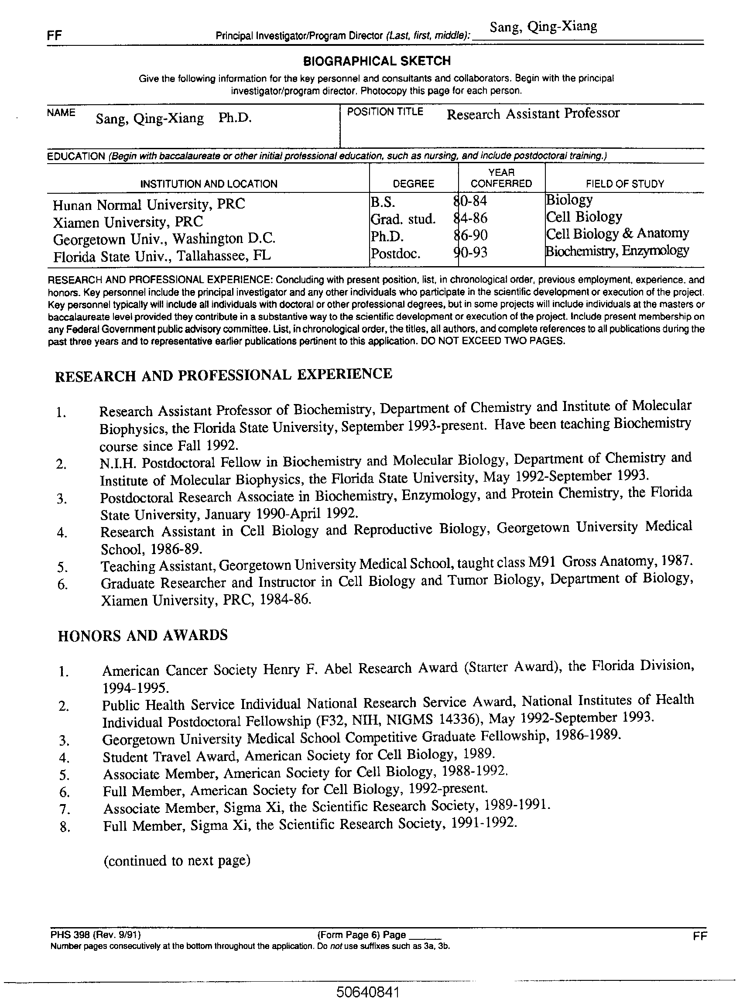 FF Principal Investigator/Program Director (Last, first, middle): Sang, Qing-Xiang
BIOGRAPHICAL SKETCH
Give the following information for the key personnel and consultants and collaborators. Begin with the principal
investigator/program director. Photocopy this page for each person.
NAME Sang, Qing-Xiang Ph.D. POSITION TITLE Research Assistant Professor
EDUCATION (Begin with baccalaureate or other initial professional education, such as nursing, and include postdoctoral training.)
INSTITUTION AND LOCATION DEGREE YEAR CONFERRED FIELD OF STUDY
Hunan Normal University, PRC B.S. 80-84 Biology
Xiamen University, PRC Grad. stud. 84-86 Cell Biology
Georgetown Univ., Washington D.C. Ph.D. 86-90 Cell Biology & Anatomy
Florida State Univ., Tallahassee, FL Postdoc. 90-93 Biochemistry, Enzymology
RESEARCH AND PROFESSIONAL EXPERIENCE: Concluding with present position, list, in chronological order, previous employment, experience, and
honors. Key personnel include the principal investigator and any other individuals who participate in the scientific development or execution of the project.
Key personnel typically will include all individuals with doctoral or other professional degrees, but in some projects will include individuals at the masters or
baccalaureate level provided they contribute in a substantive way to the scientific development or execution of the project. Include present membership on
any Federal Government public advisory committee. List, in chronological order, the titles, all authors, and complete references to all publications during the
past three years and to representative earlier publications pertinent to this application. DO NOT EXCEED TWO PAGES.
RESEARCH AND PROFESSIONAL EXPERIENCE
1. Research Assistant Professor of Biochemistry, Department of Chemistry and Institute of Molecular
Biophysics, the Florida State University, September 1993-present. Have been teaching Biochemistry
course since Fall 1992.
2. N.I.H. Postdoctoral Fellow in Biochemistry and Molecular Biology, Department of Chemistry and
Institute of Molecular Biophysics, the Florida State University, May 1992-September 1993.
3. Postdoctoral Research Associate in Biochemistry, Enzymology, and Protein Chemistry, the Florida
State University, January 1990-April 1992.
4. Research Assistant in Cell Biology and Reproductive Biology, Georgetown University Medical
School, 1986-89.
5. Teaching Assistant, Georgetown University Medical School, taught class M91 Gross Anatomy, 1987.
6. Graduate Researcher and Instructor in Cell Biology and Tumor Biology, Department of Biology,
Xiamen University, PRC, 1984-86.
HONORS AND AWARDS
1. American Cancer Society Henry F. Abel Research Award (Starter Award), the Florida Division,
1994-1995.
2. Public Health Service Individual National Research Service Award, National Institutes of Health
Individual Postdoctoral Fellowship (F32, NIH, NIGMS 14336), May 1992-September 1993.
3. Georgetown University Medical School Competitive Graduate Fellowship, 1986-1989.
4. Student Travel Award, American Society for Cell Biology, 1989.
5. Associate Member, American Society for Cell Biology, 1988-1992.
6. Full Member, American Society for Cell Biology, 1992-present.
7. Associate Member, Sigma Xi, the Scientific Research Society, 1989-1991.
8. Full Member, Sigma Xi, the Scientific Research Society, 1991-1992.
(continued to next page)
PHS 398 (Rev. 9/91) (Form Page 6) Page ______ FF
Number pages consecutively at the bottom throughout the application. Do not use suffixes such as 3a, 3b.
50640841